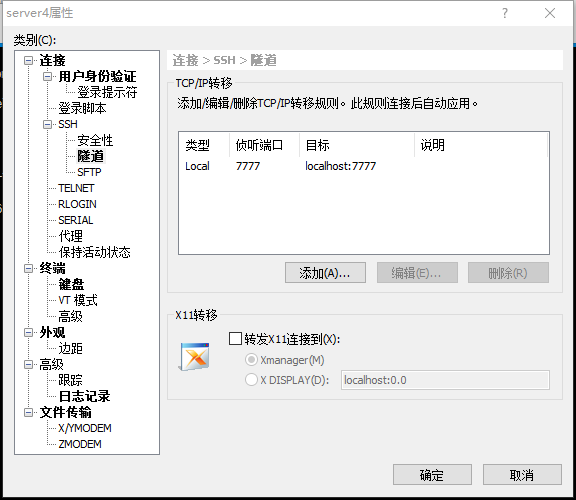 server4属性
类别(C):
连接
用户身份验证
登录提示符
登录脚本
SSH
安全性
隧道
SFTP
TELNET
RLOGIN
SERIAL
代理
保持活动状态
终端
键盘
VT 模式
高级
外观
边距
高级
跟踪
日志记录
文件传输
X/YMODEM
ZMODEM
连接 > SSH > 隧道
TCP/IP转移
添加/编辑/删除TCP/IP转移规则。此规则连接后自动应用。
类型 侦听端口 目标 说明
Local 7777 localhost:7777
添加(A)... 编辑(E)... 删除(R)
X11转移
转发X11连接到(X):
Xmanager(M)
X DISPLAY(D): localhost:0.0
确定 取消